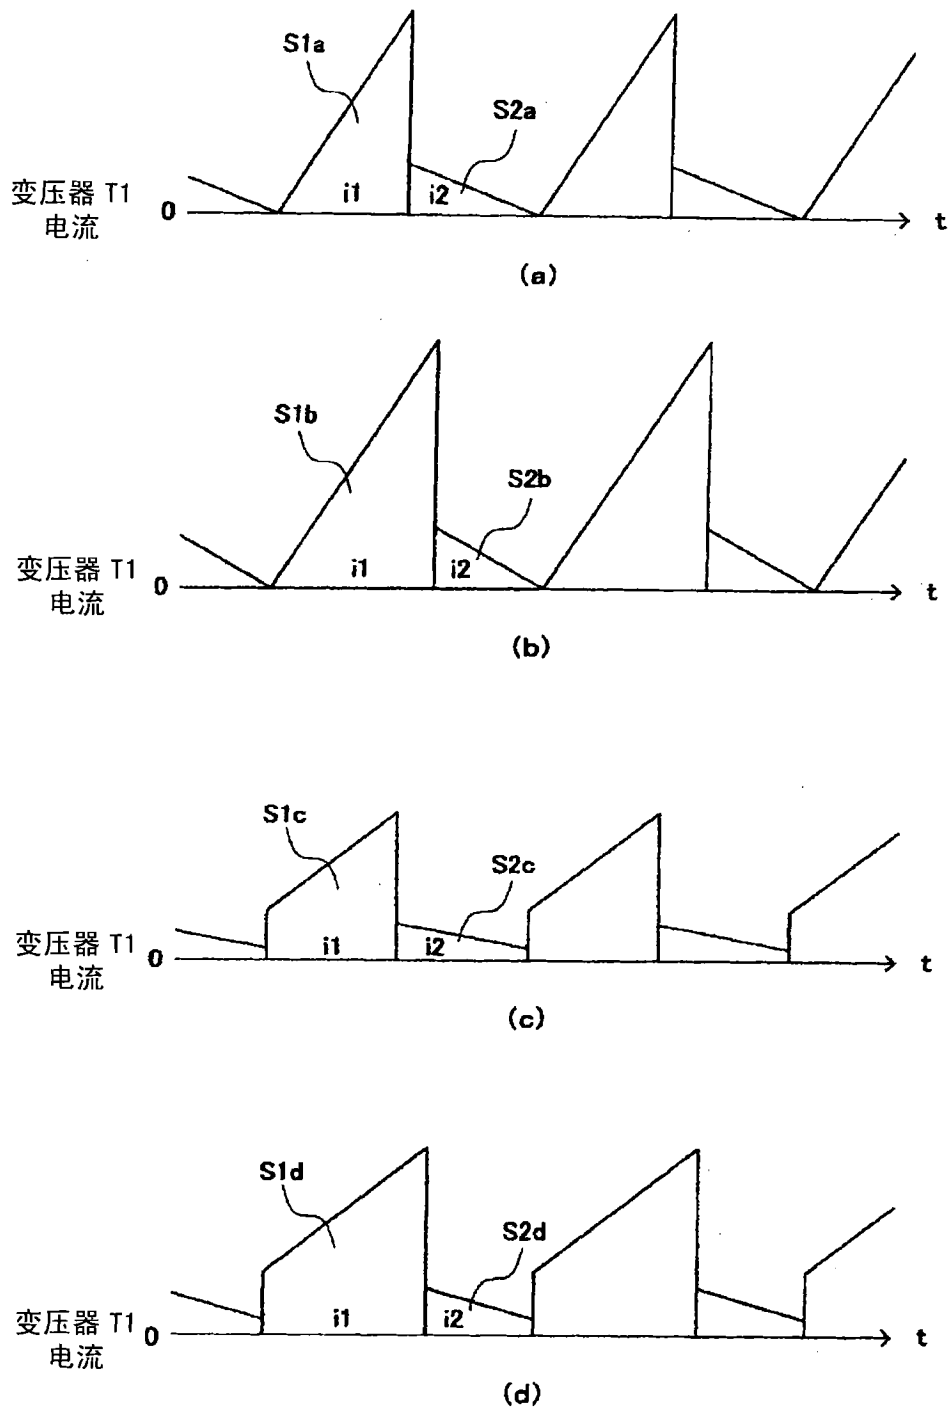 S1a
S2a
变压器 T1
电流
0
i1
i2
t
(a)
S1b
S2b
变压器 T1
电流
0
i1
i2
t
(b)
S1c
S2c
变压器 T1
电流
0
i1
i2
t
(c)
S1d
S2d
变压器 T1
电流
0
i1
i2
t
(d)